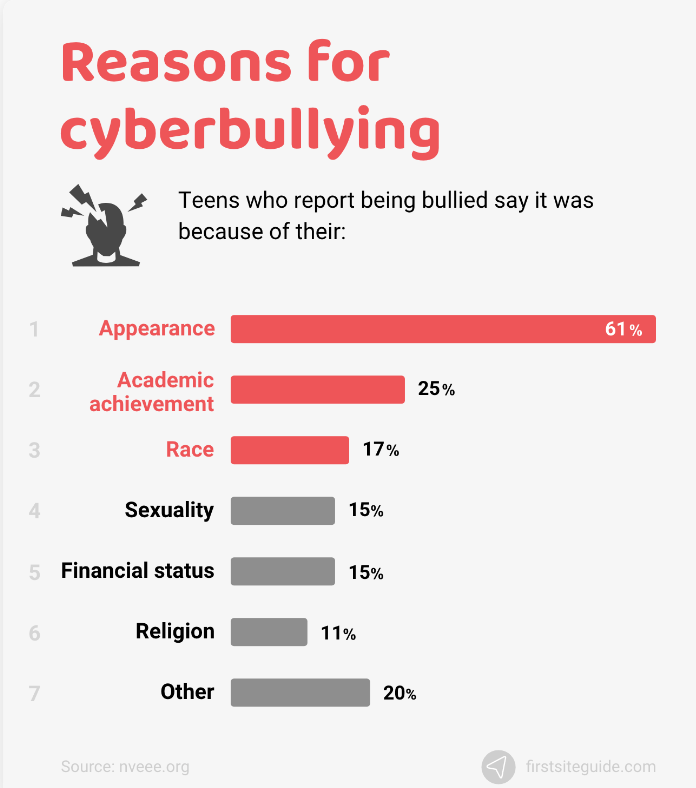 Reasons for
cyberbullying
Teens who report being bullied say it was
because of their:
1 Appearance 61%
2 Academic
achievement 25%
3 Race 17%
4 Sexuality 15%
5 Financial status 15%
6 Religion 11%
7 Other 20%
Source: nveee.org firstsiteguide.com